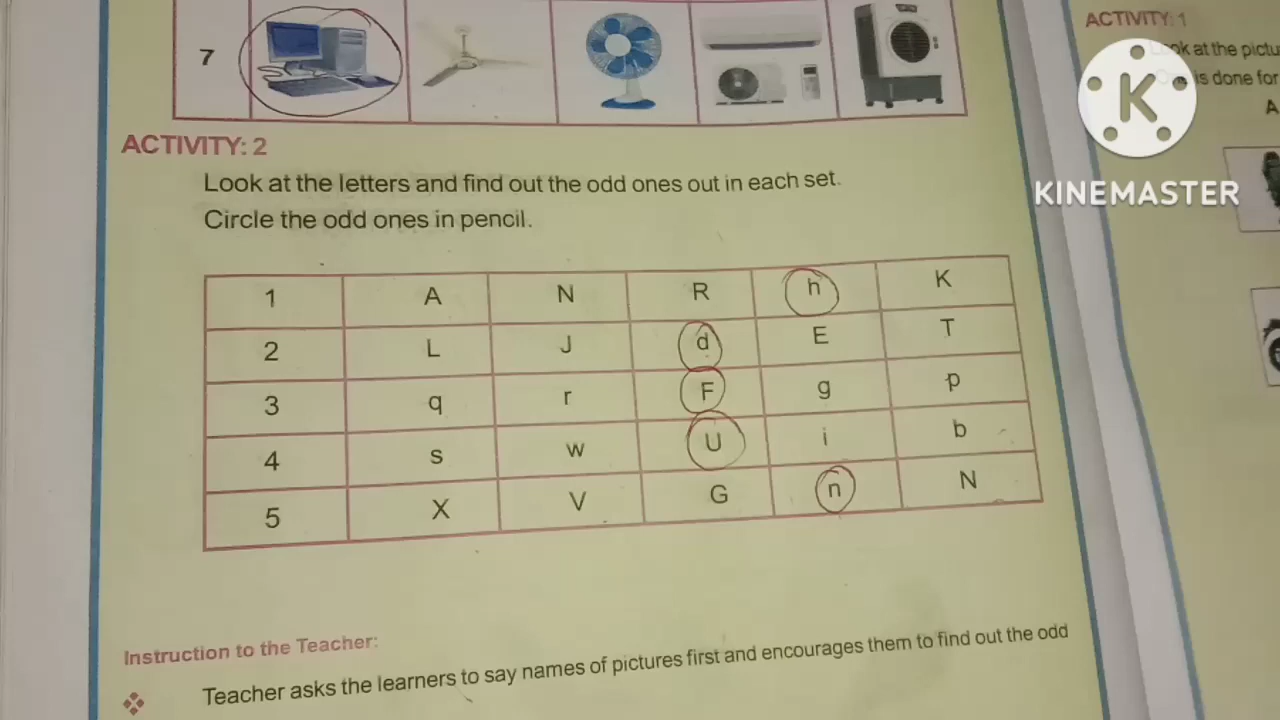 7
ACTIVITY: 2
Look at the letters and find out the odd ones out in each set.
Circle the odd ones in pencil.
1 A N R h K
2 L J d E T
3 q r F g p
4 s w U i b
5 X V G n N
Instruction to the Teacher:
Teacher asks the learners to say names of pictures first and encourages them to find out the odd
ACTIVITY: 1
at the
is done for
A
K
KINEMASTER